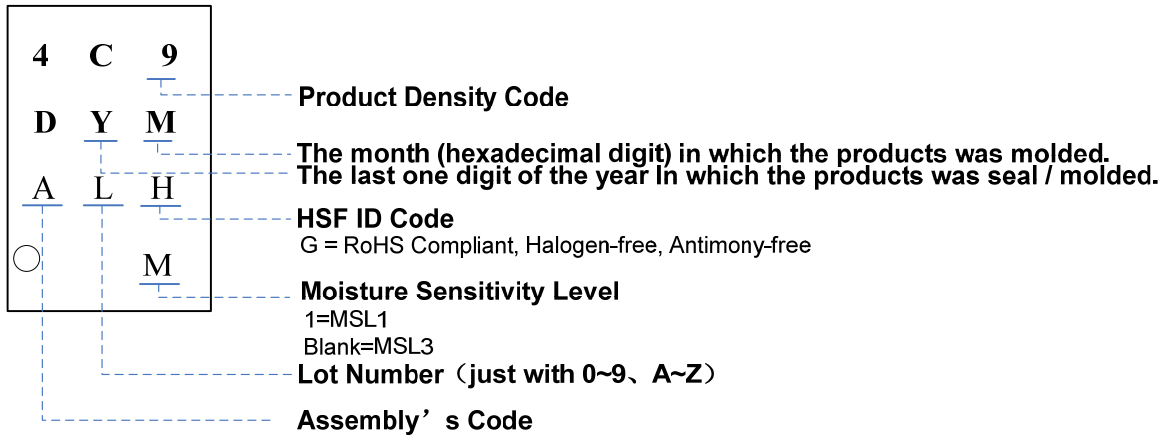 4 C 9
Product Density Code
D Y M
The month (hexadecimal digit) in which the products was molded.
The last one digit of the year In which the products was seal / molded.
A L H
HSF ID Code
G = RoHS Compliant, Halogen-free, Antimony-free
M
Moisture Sensitivity Level
1=MSL1
Blank=MSL3
Lot Number（just with 0~9、A~Z）
Assembly’s Code